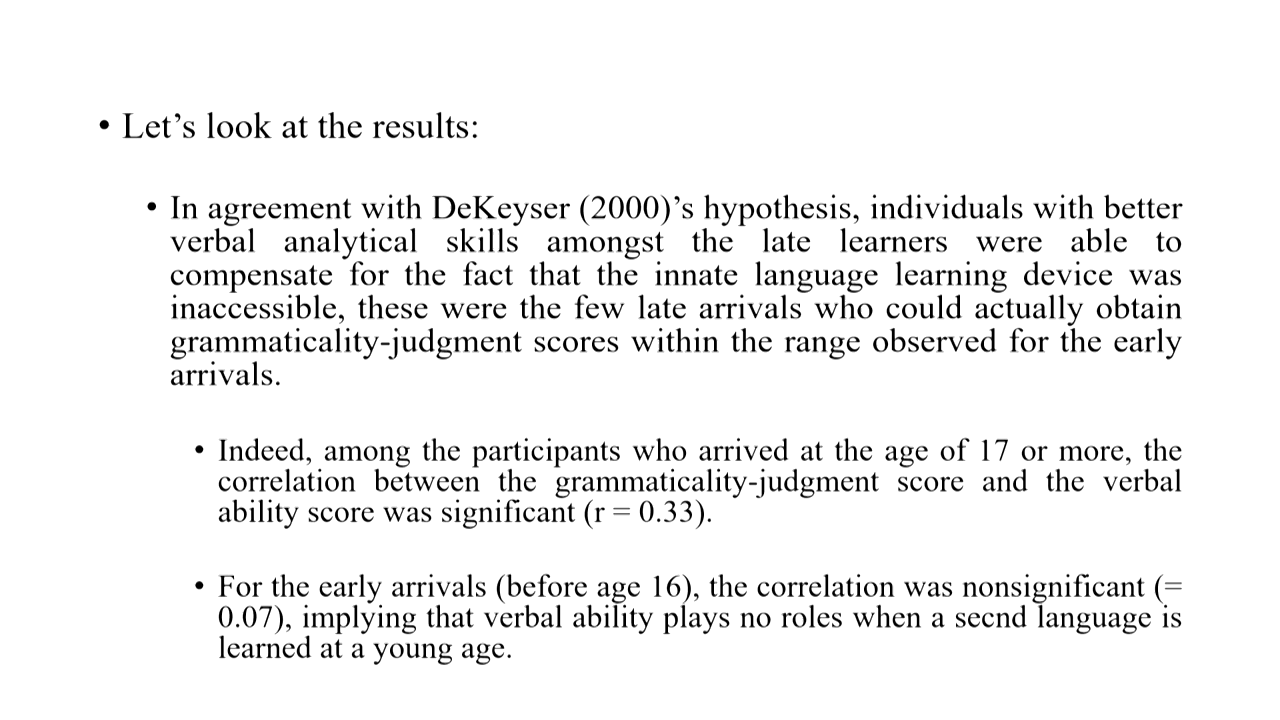 • Let’s look at the results:
• In agreement with DeKeyser (2000)’s hypothesis, individuals with better
verbal analytical skills amongst the late learners were able to
compensate for the fact that the innate language learning device was
inaccessible, these were the few late arrivals who could actually obtain
grammaticality-judgment scores within the range observed for the early
arrivals.
• Indeed, among the participants who arrived at the age of 17 or more, the
correlation between the grammaticality-judgment score and the verbal
ability score was significant (r = 0.33).
• For the early arrivals (before age 16), the correlation was nonsignificant (=
0.07), implying that verbal ability plays no roles when a secnd language is
learned at a young age.